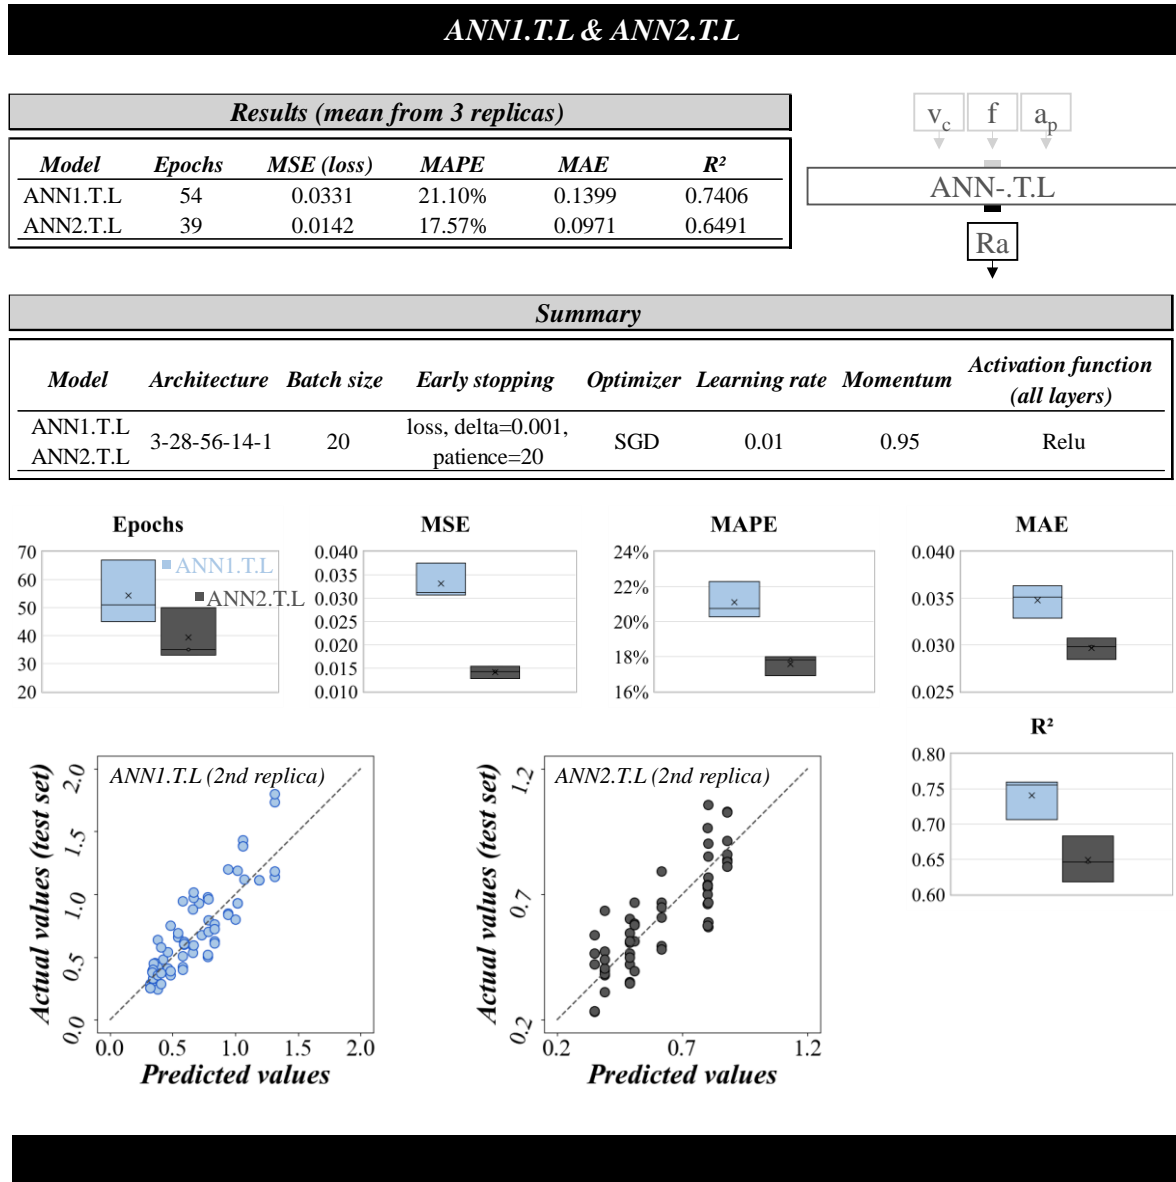 ANN1.T.L & ANN2.T.L
Results (mean from 3 replicas)
Model Epochs MSE (loss) MAPE MAE R²
ANN1.T.L 54 0.0331 21.10% 0.1399 0.7406
ANN2.T.L 39 0.0142 17.57% 0.0971 0.6491
v_c f a_p
ANN-.T.L
Ra
Summary
Model Architecture Batch size Early stopping Optimizer Learning rate Momentum Activation function
(all layers)
ANN1.T.L
ANN2.T.L
3-28-56-14-1 20 loss, delta=0.001,
patience=20
SGD 0.01 0.95 Relu
Epochs
70
60
50
40
30
20
ANN1.T.L
ANN2.T.L
MSE
0.040
0.035
0.030
0.025
0.020
0.015
0.010
MAPE
24%
22%
20%
18%
16%
MAE
0.040
0.035
0.030
0.025
R²
0.80
0.75
0.70
0.65
0.60
ANN1.T.L (2nd replica)
Actual values (test set)
2.0
1.5
1.0
0.5
0.0
0.0 0.5 1.0 1.5 2.0
Predicted values
ANN2.T.L (2nd replica)
Actual values (test set)
1.2
0.7
0.2
0.2 0.7 1.2
Predicted values